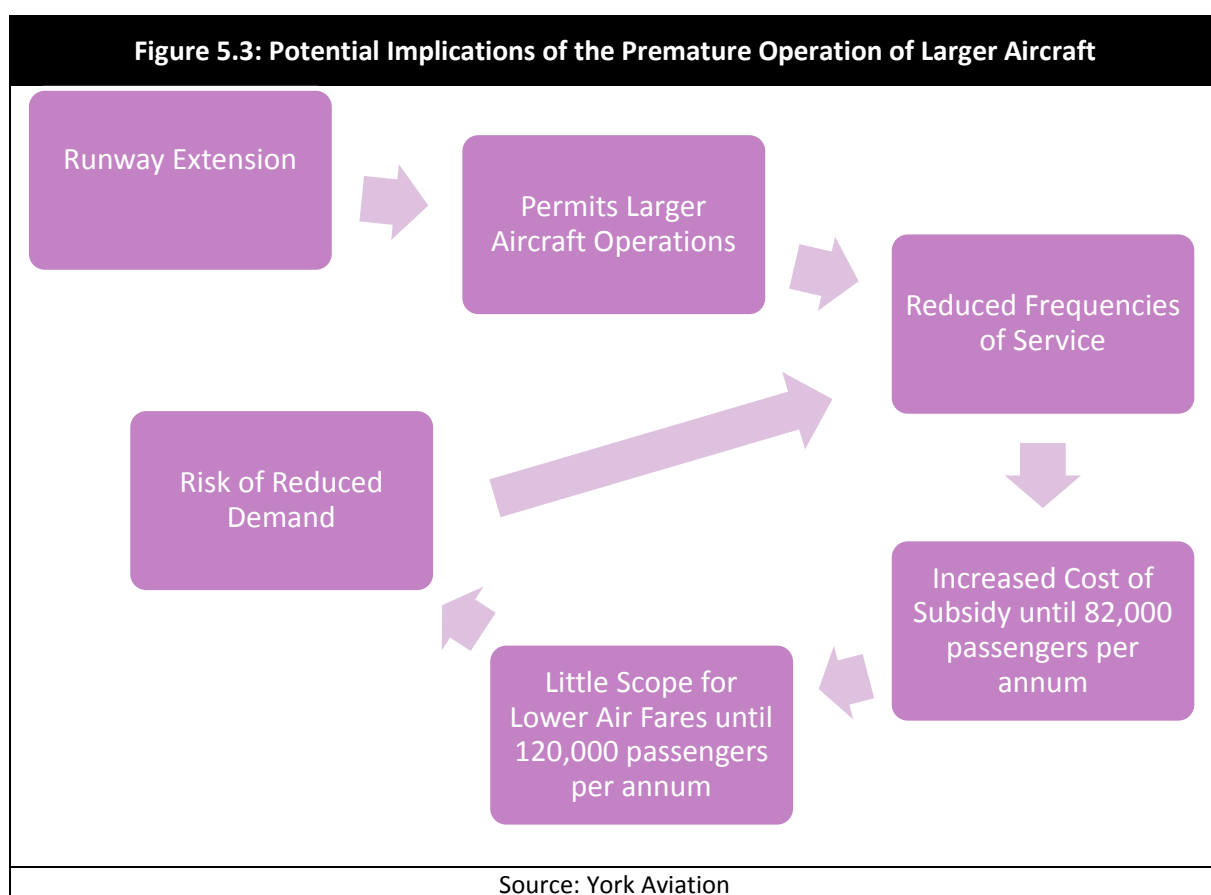 Figure 5.3: Potential Implications of the Premature Operation of Larger Aircraft
Runway Extension
Permits Larger
Aircraft Operations
Reduced Frequencies
of Service
Increased Cost of
Subsidy until 82,000
passengers per
annum
Little Scope for
Lower Air Fares until
120,000 passengers
per annum
Risk of Reduced
Demand
Source: York Aviation